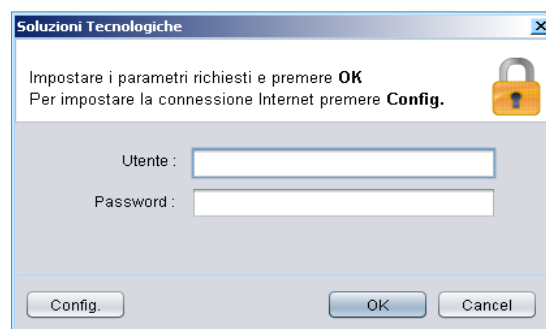 Soluzioni Tecnologiche
Impostare i parametri richiesti e premere OK
Per impostare la connessione Internet premere Config.
Utente :
Password :
Config.
OK
Cancel